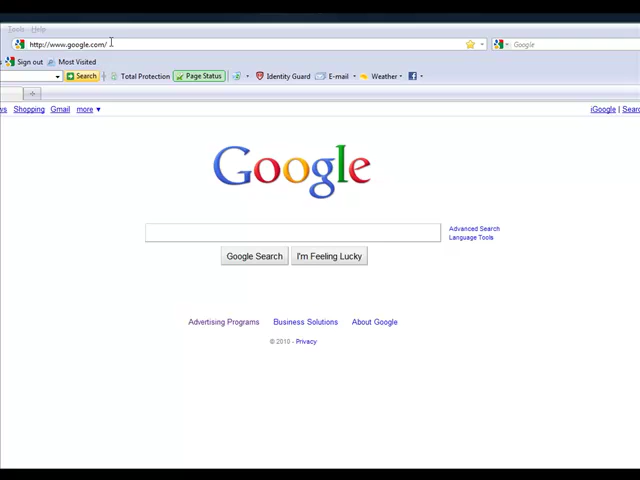 Tools Help
http://www.google.com/
Google
Sign out Most Visited
Search Total Protection Page Status Identity Guard E-mail Weather
Shopping Gmail more ▼
iGoogle |
Google
Advanced Search
Language Tools
Google Search I'm Feeling Lucky
Advertising Programs Business Solutions About Google
© 2010 - Privacy